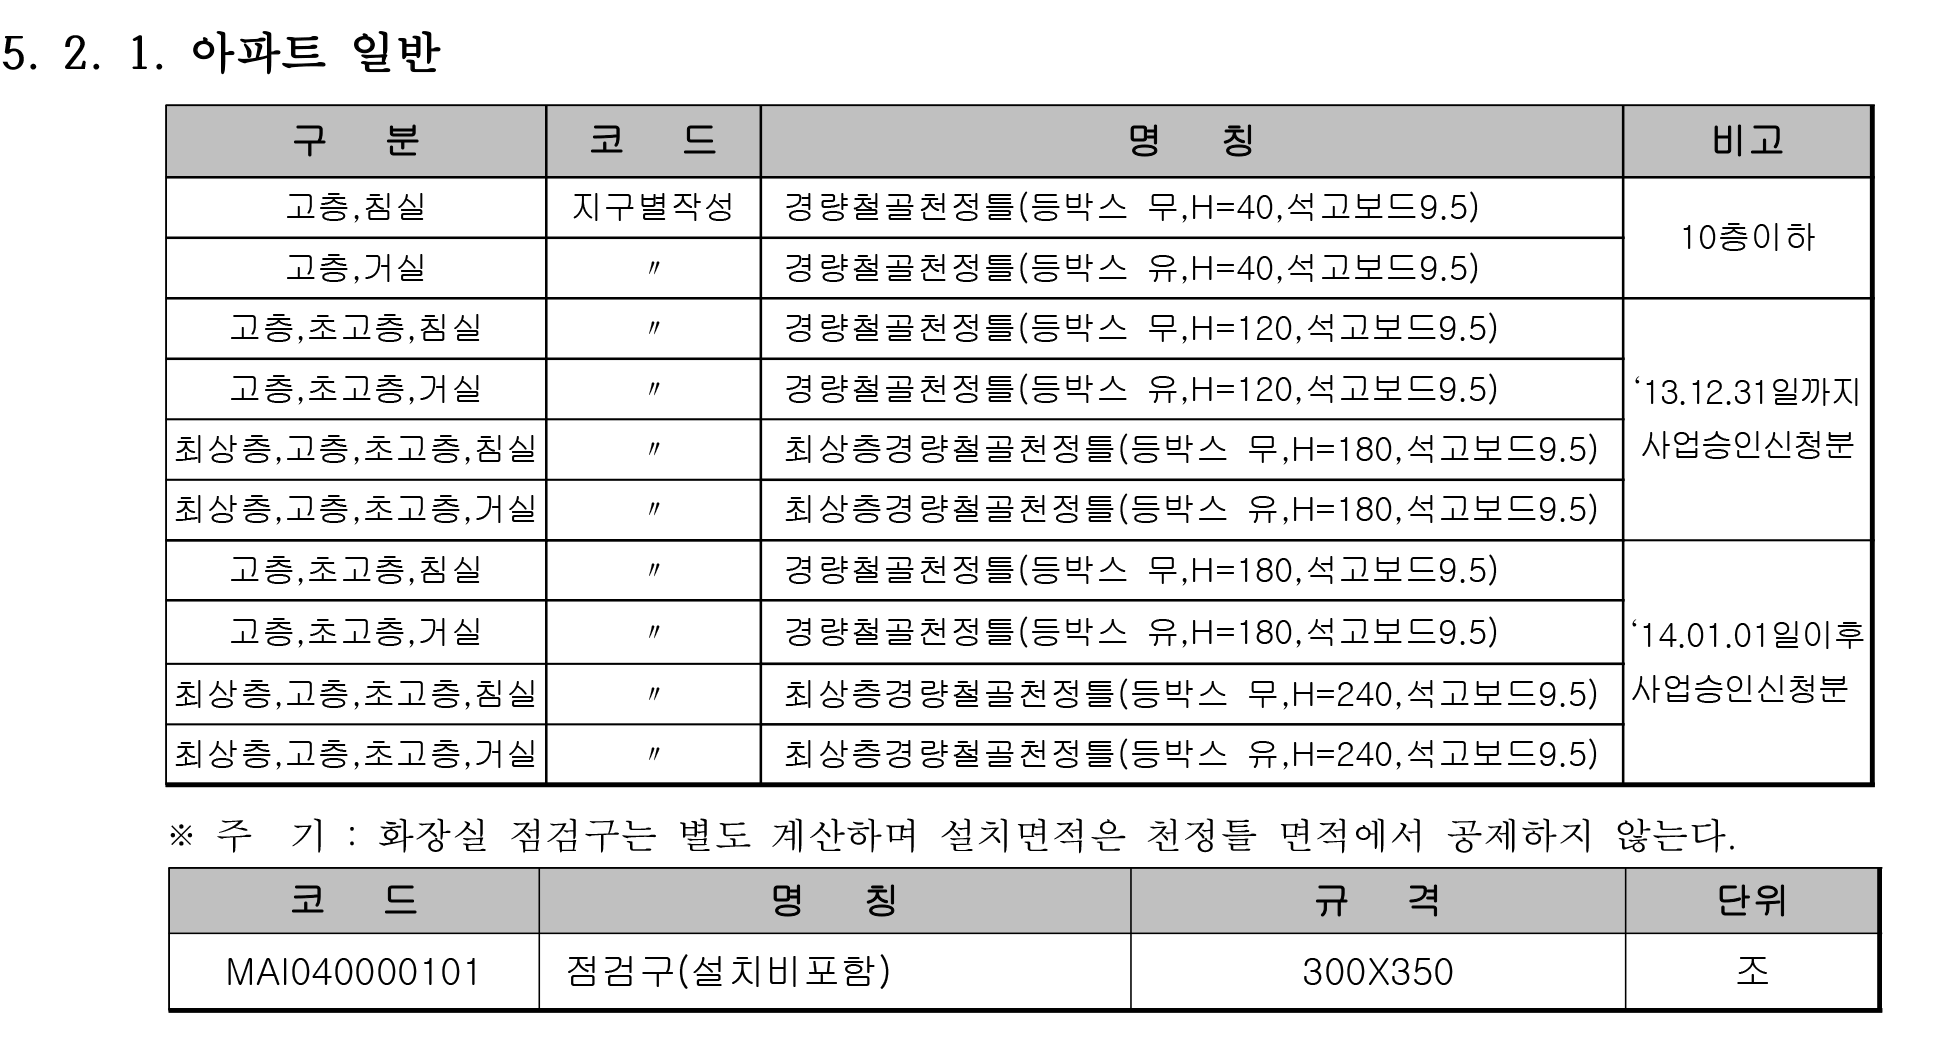 5. 2. 1. 아파트 일반
구 분 코 드 명 칭 비고
고층,침실 지구별작성 경량철골천정틀(등박스 무,H=40,석고보드9.5) 10층이하
고층,거실 〃 경량철골천정틀(등박스 유,H=40,석고보드9.5)
고층,초고층,침실 〃 경량철골천정틀(등박스 무,H=120,석고보드9.5)
고층,초고층,거실 〃 경량철골천정틀(등박스 유,H=120,석고보드9.5)
‘13.12.31일까지
사업승인신청분
최상층,고층,초고층,침실 〃 최상층경량철골천정틀(등박스 무,H=180,석고보드9.5)
최상층,고층,초고층,거실 〃 최상층경량철골천정틀(등박스 유,H=180,석고보드9.5)
고층,초고층,침실 〃 경량철골천정틀(등박스 무,H=180,석고보드9.5)
고층,초고층,거실 〃 경량철골천정틀(등박스 유,H=180,석고보드9.5)
‘14.01.01일이후
사업승인신청분
최상층,고층,초고층,침실 〃 최상층경량철골천정틀(등박스 무,H=240,석고보드9.5)
최상층,고층,초고층,거실 〃 최상층경량철골천정틀(등박스 유,H=240,석고보드9.5)
※ 주 기 : 화장실 점검구는 별도 계산하며 설치면적은 천정틀 면적에서 공제하지 않는다.
코 드 명 칭 규 격 단위
MAI040000101 점검구(설치비포함) 300X350 조